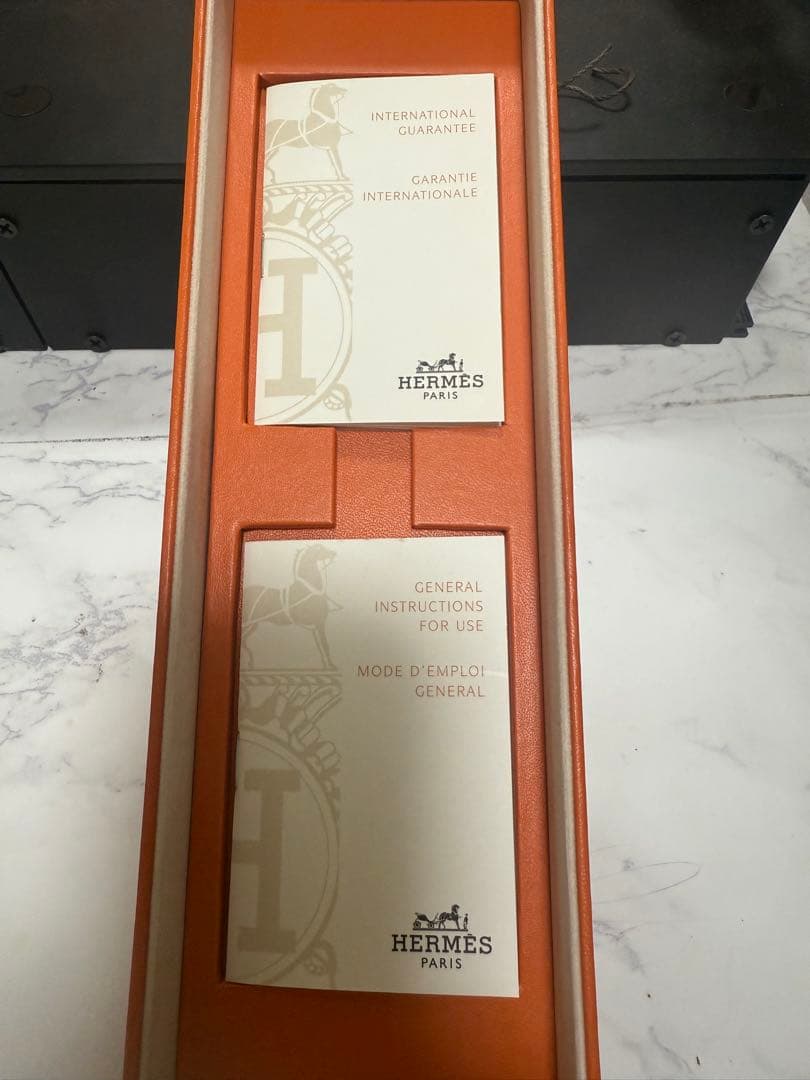 INTERNATIONAL
GUARANTEE
GARANTIE
INTERNATIONALE
H
HERMÈS
PARIS
GENERAL
INSTRUCTIONS
FOR USE
MODE D'EMPLOI
GENERAL
H
HERMÈS
PARIS